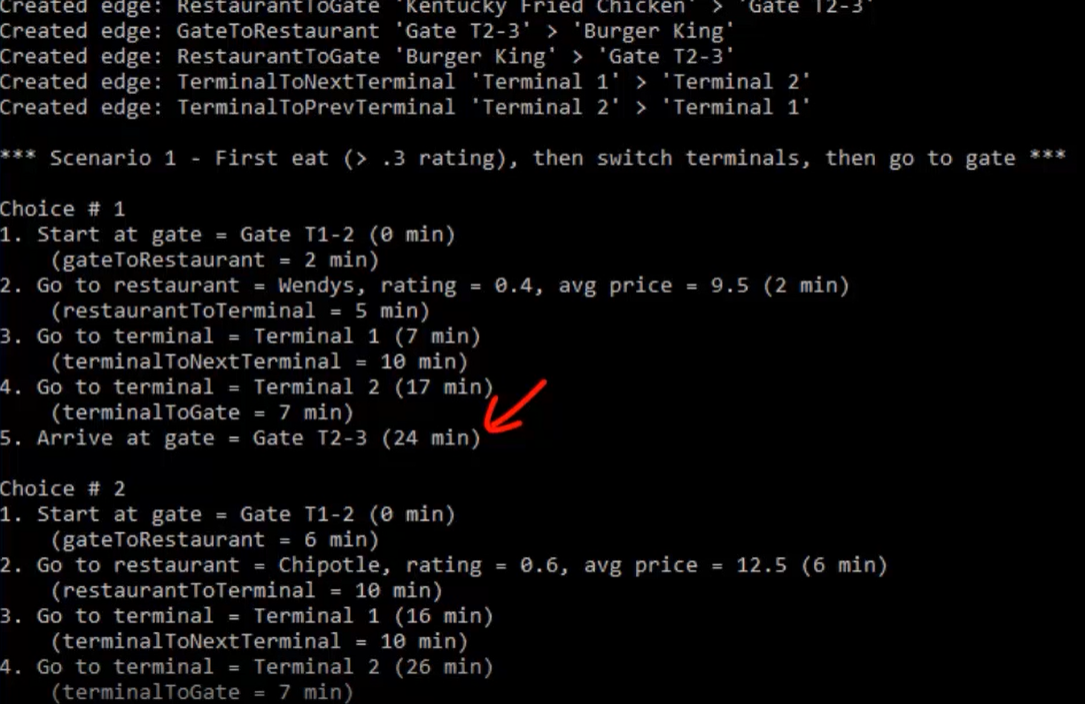 Created edge: RestaurantToGate 'Kentucky Fried Chicken' > 'Gate T2-3'
Created edge: GateToRestaurant 'Gate T2-3' > 'Burger King'
Created edge: RestaurantToGate 'Burger King' > 'Gate T2-3'
Created edge: TerminalToNextTerminal 'Terminal 1' > 'Terminal 2'
Created edge: TerminalToPrevTerminal 'Terminal 2' > 'Terminal 1'
*** Scenario 1 - First eat (> .3 rating), then switch terminals, then go to gate ***
Choice # 1
1. Start at gate = Gate T1-2 (0 min)
(gateToRestaurant = 2 min)
2. Go to restaurant = Wendys, rating = 0.4, avg price = 9.5 (2 min)
(restaurantToTerminal = 5 min)
3. Go to terminal = Terminal 1 (7 min)
(terminalToNextTerminal = 10 min)
4. Go to terminal = Terminal 2 (17 min)
(terminalToGate = 7 min)
5. Arrive at gate = Gate T2-3 (24 min)
Choice # 2
1. Start at gate = Gate T1-2 (0 min)
(gateToRestaurant = 6 min)
2. Go to restaurant = Chipotle, rating = 0.6, avg price = 12.5 (6 min)
(restaurantToTerminal = 10 min)
3. Go to terminal = Terminal 1 (16 min)
(terminalToNextTerminal = 10 min)
4. Go to terminal = Terminal 2 (26 min)
(terminalToGate = 7 min)